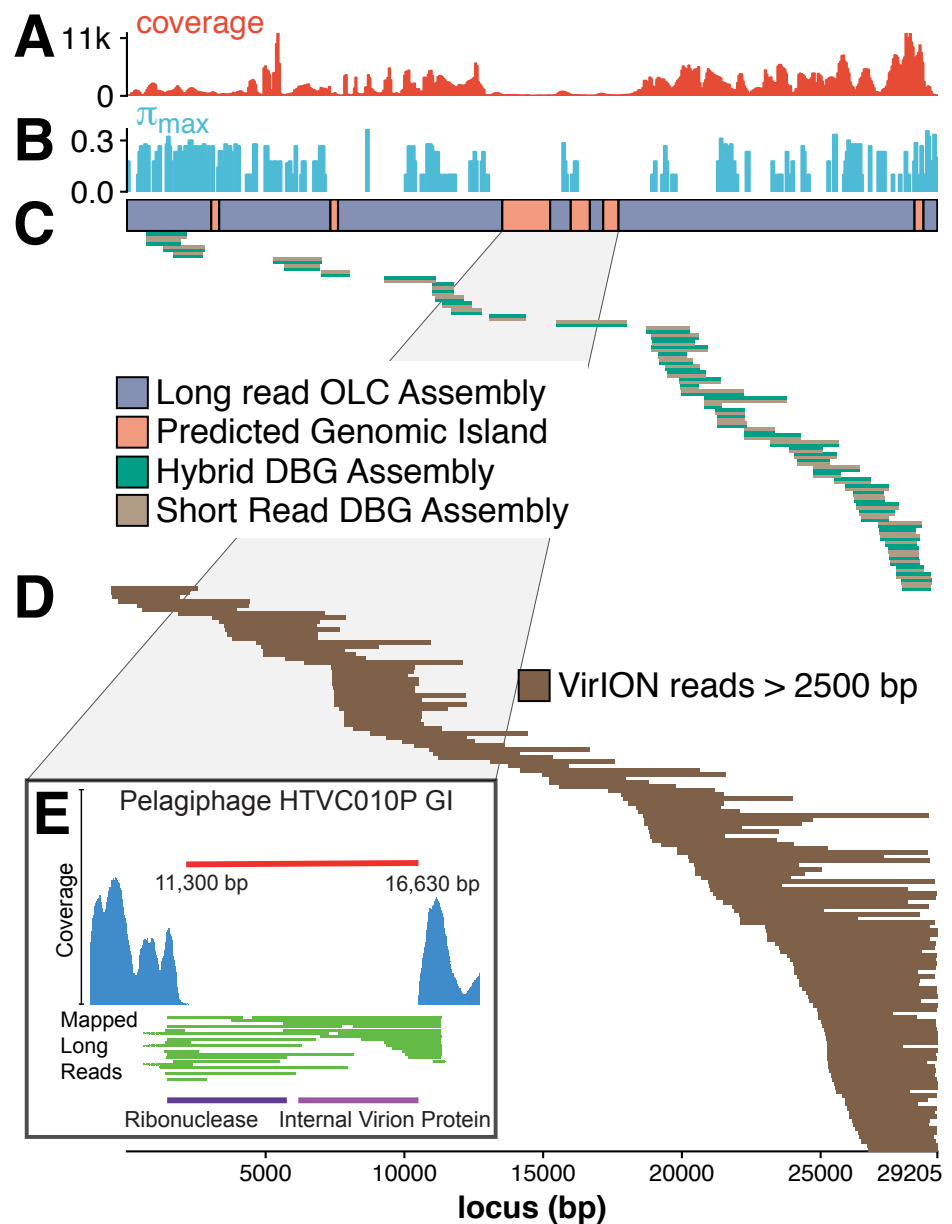 A
coverage
11k
0
B
πmax
0.3
0.0
C
Long read OLC Assembly
Predicted Genomic Island
Hybrid DBG Assembly
Short Read DBG Assembly
D
VirION reads > 2500 bp
E
Pelagiphage HTVC010P GI
11,300 bp
16,630 bp
Coverage
Mapped
Long
Reads
Ribonuclease
Internal Virion Protein
5000
10000
15000
20000
25000
29205
locus (bp)